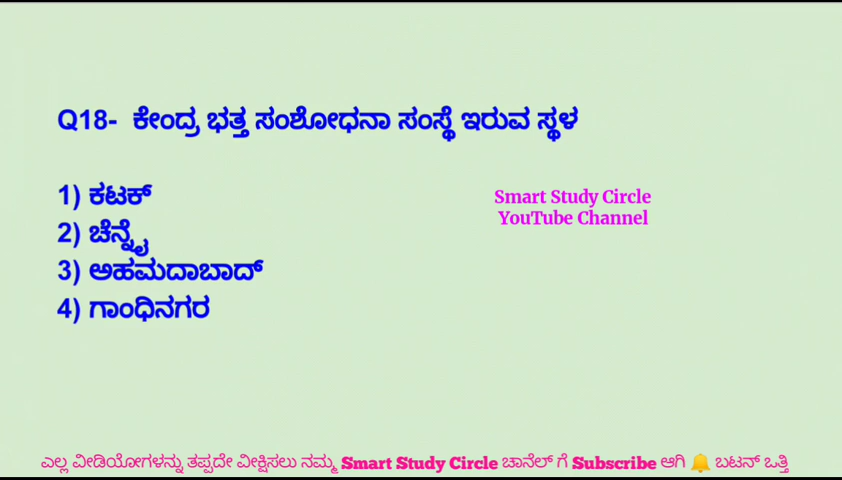 Q18- ಕೇಂದ್ರ ಭತ್ತ ಸಂಶೋಧನಾ ಸಂಸ್ಥೆ ಇರುವ ಸ್ಥಳ
1) ಕಟಕ್
2) ಚೆನ್ನೈ
3) ಅಹಮದಾಬಾದ್
4) ಗಾಂಧಿನಗರ
Smart Study Circle
YouTube Channel
ಎಲ್ಲ ವೀಡಿಯೋಗಳನ್ನು ತಪ್ಪದೇ ವೀಕ್ಷಿಸಲು ನಮ್ಮ Smart Study Circle ಚಾನೆಲ್ ಗೆ Subscribe ಆಗಿ 🔔 ಬಟನ್ ಒತ್ತಿ